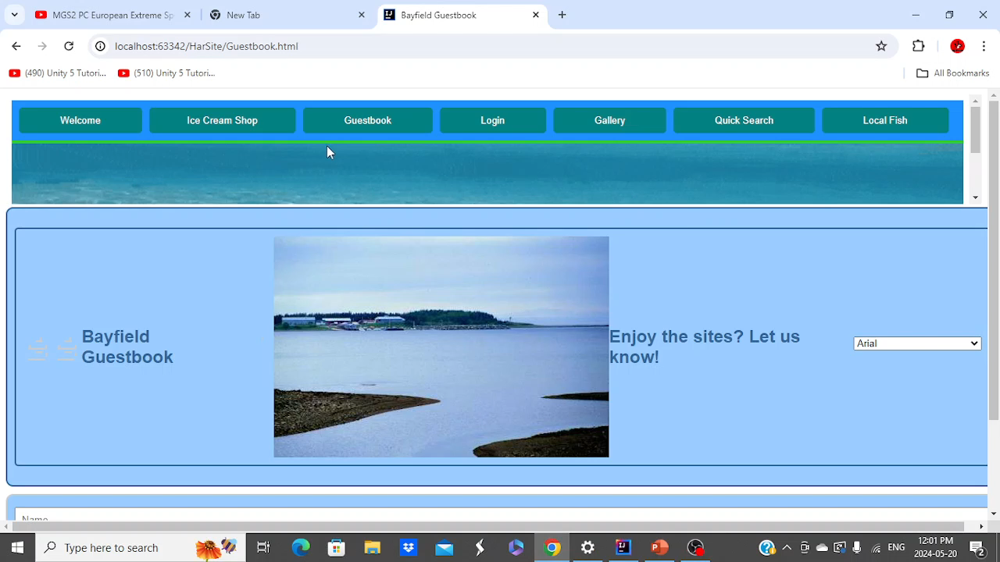 MGS2 PC European Extreme Sp
New Tab
Bayfield Guestbook
localhost:63342/HarSite/Guestbook.html
(490) Unity 5 Tutori...
(510) Unity 5 Tutori...
All Bookmarks
Welcome
Ice Cream Shop
Guestbook
Login
Gallery
Quick Search
Local Fish
Bayfield
Guestbook
Enjoy the sites? Let us
know!
Arial
Name
Type here to search
ENG
12:01 PM
2024-05-20
2